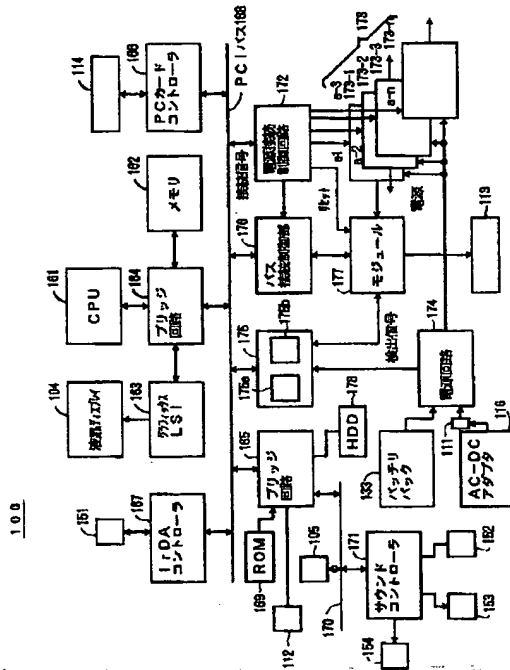 100
151
104
液晶ディスプレイ
161
CPU
114
167
IrDA
コントローラ
163
グラフィックス
LSI
164
ブリッジ
回路
162
メモリ
166
PCカード
コントローラ
PCIバス168
接続信号
169
ROM
165
ブリッジ
回路
175
175a
175b
176
バス
接続制御部
172
電源接続
制御回路
リセット
112
178
HDD
170
105
検出信号
177
モジュール
a-1
a-2
a-3
a-n
173
173-1
173-2
173-3
173-n
電源
171
サウンド
コントローラ
133
バッテリ
パック
174
電源回路
111
AC-DC
アダプタ
116
113
154
153
152